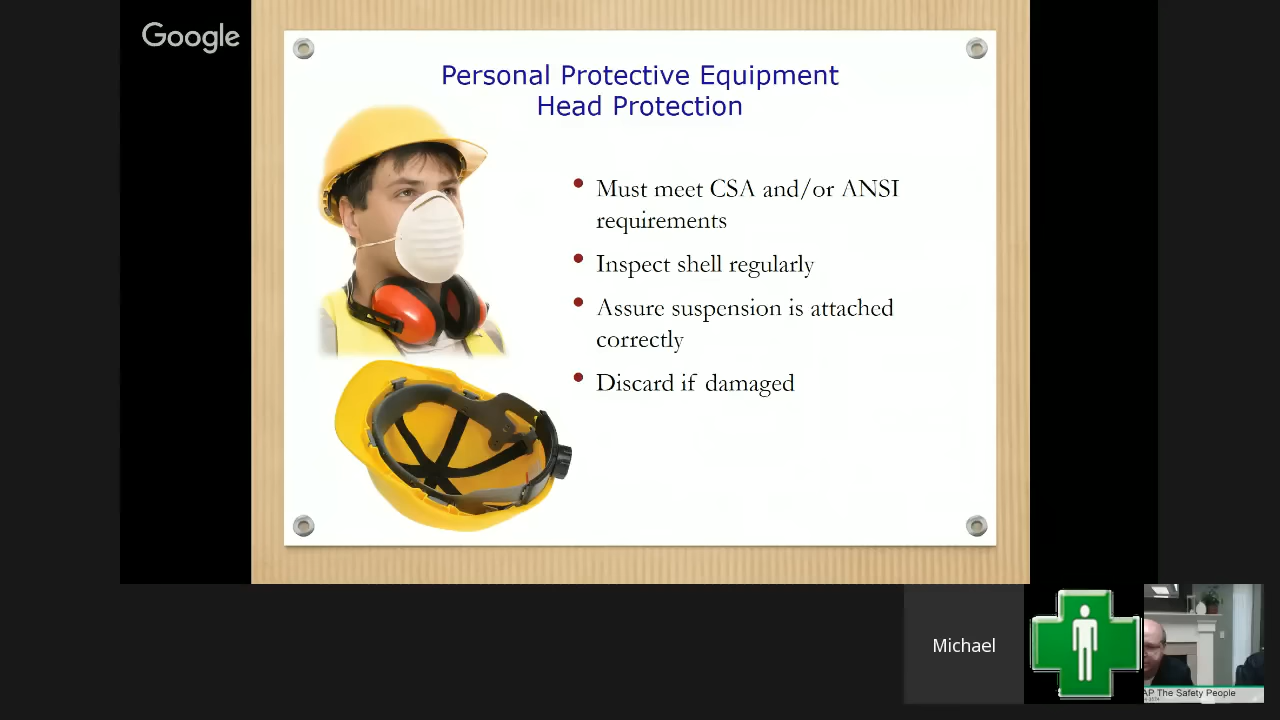 Google
Personal Protective Equipment
Head Protection
Must meet CSA and/or ANSI
requirements
Inspect shell regularly
Assure suspension is attached
correctly
Discard if damaged
Michael
AP The Safety People